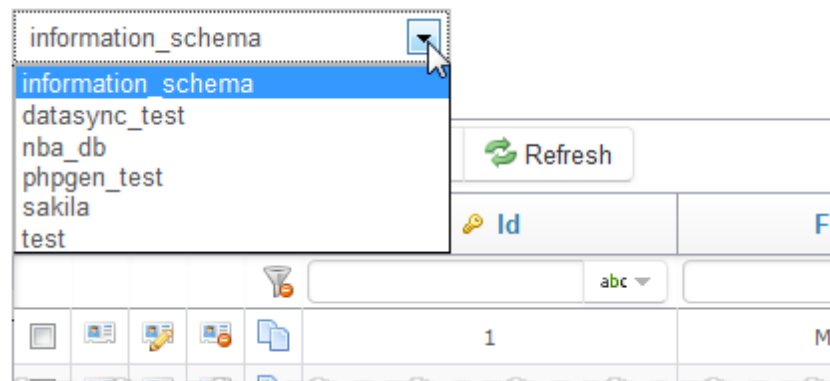 information_schema
information_schema
datasync_test
nba_db
phpgen_test
sakila
test
Refresh
Id
F
abc
1
M